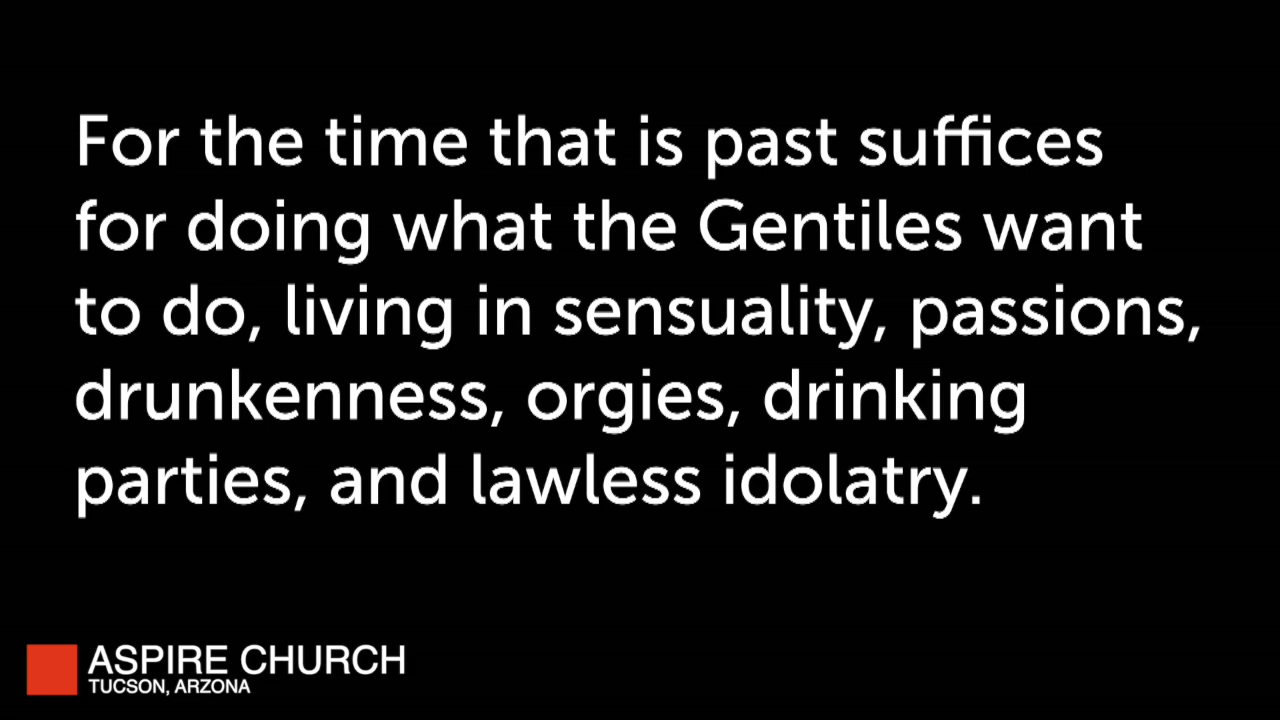 For the time that is past suffices
for doing what the Gentiles want
to do, living in sensuality, passions,
drunkenness, orgies, drinking
parties, and lawless idolatry.
ASPIRE CHURCH
TUCSON, ARZONA